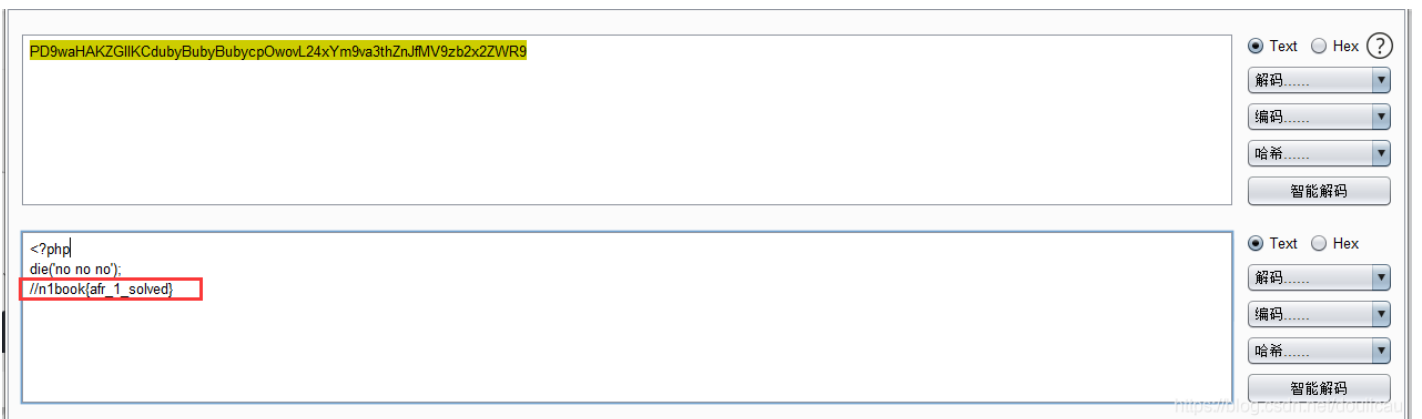 PD9waHAKZGllKCdubyBubyBubycpOwovL24xYm9va3thZnJfMV9zb2x2ZWR9
Text
Hex
?
解码......
编码......
哈希......
智能解码
<?php
die('no no no');
//n1book{afr_1_solved}
Text
Hex
解码......
编码......
哈希......
智能解码